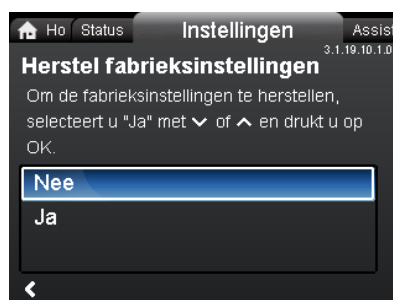 Ho Status Instellingen Assist
3.1.19.10.1.0
Herstel fabrieksinstellingen
Om de fabrieksinstellingen te herstellen,
selecteert u "Ja" met of en drukt u op
OK.
Nee
Ja